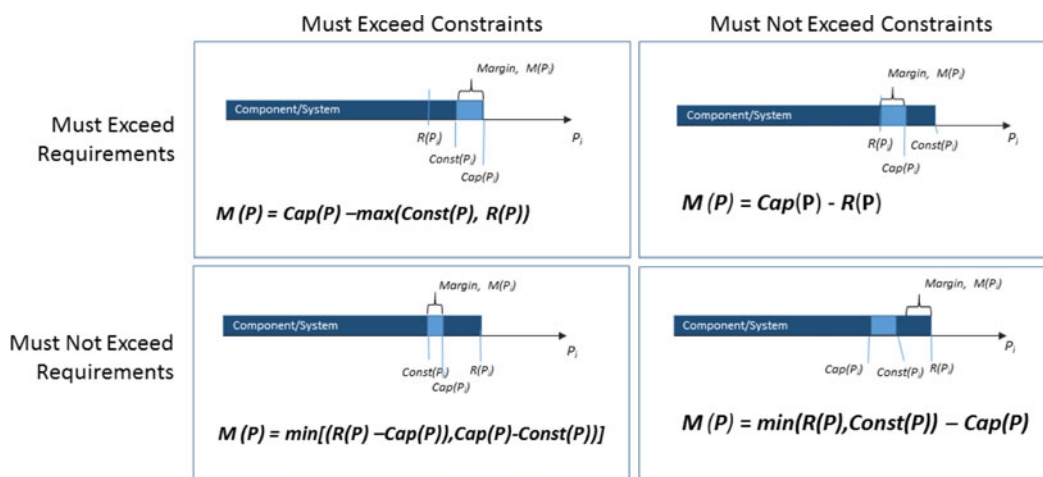 Must Exceed Constraints
Must Not Exceed Constraints
Must Exceed
Requirements
Margin, M(Pᵢ)
Component/System
Pᵢ
R(Pᵢ)
Const(Pᵢ)
Cap(Pᵢ)
M (P) = Cap(P) –max(Const(P), R(P))
Margin, M(Pᵢ)
Component/System
Pᵢ
R(Pᵢ)
Const(Pᵢ)
Cap(Pᵢ)
M (P) = Cap(P) - R(P)
Must Not Exceed
Requirements
Margin, M(Pᵢ)
Component/System
Pᵢ
Const(Pᵢ)
R(Pᵢ)
Cap(Pᵢ)
M (P) = min[(R(P) –Cap(P)),Cap(P)-Const(P))]
Margin, M(Pᵢ)
Component/System
Pᵢ
Cap(Pᵢ)
Const(Pᵢ)
R(Pᵢ)
M (P) = min(R(P),Const(P)) – Cap(P)